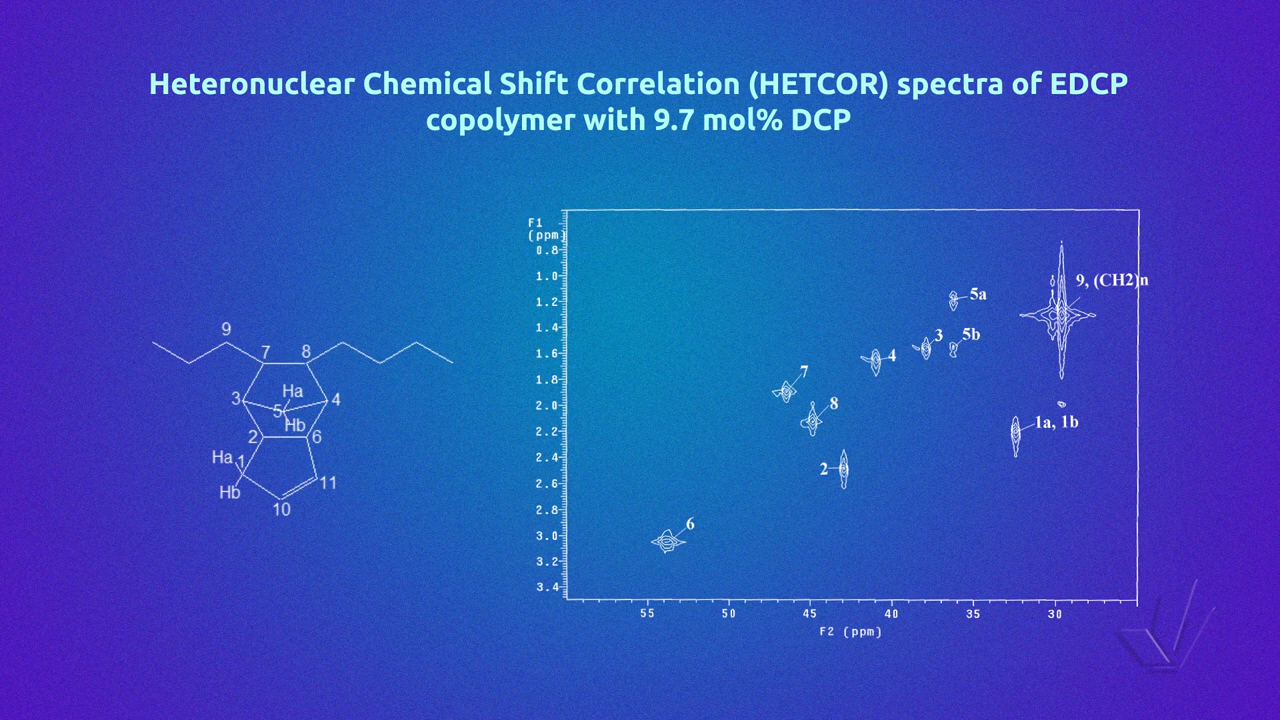 Heteronuclear Chemical Shift Correlation (HETCOR) spectra of EDCP
copolymer with 9.7 mol% DCP
9
7
8
Ha
3
5
4
Hb
2
6
Ha
1
Hb
11
10
F1
(ppm)
0.8
1.0
1.2
1.4
1.6
1.8
2.0
2.2
2.4
2.6
2.8
3.0
3.2
3.4
9, (CH2)n
5a
3
5b
4
7
8
1a, 1b
2
6
55
50
45
40
35
30
F2 (ppm)